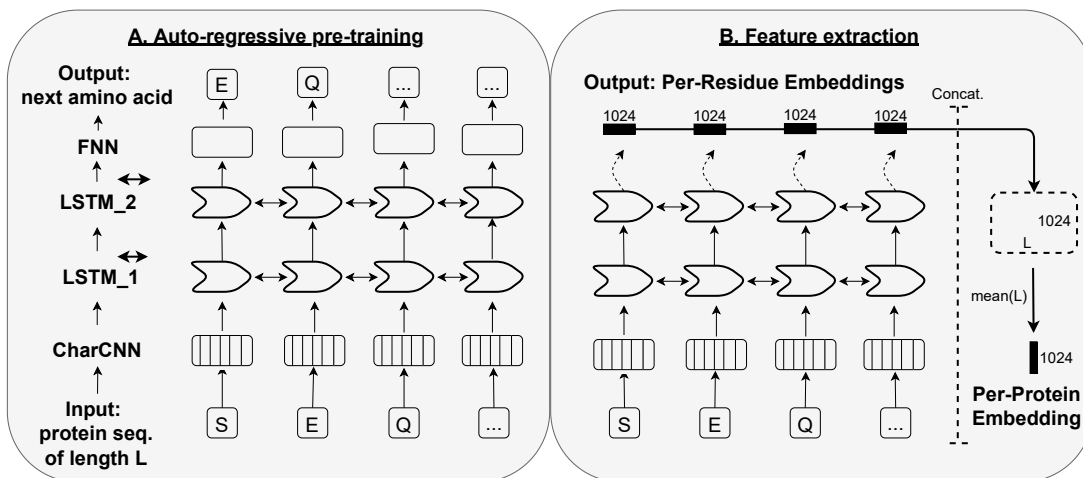 A. Auto-regressive pre-training
Output:
next amino acid
FNN
LSTM_2
LSTM_1
CharCNN
Input:
protein seq.
of length L
E Q ... ...
S E Q ...
B. Feature extraction
Output: Per-Residue Embeddings
Concat.
1024 1024 1024 1024
1024
L
mean(L)
1024
Per-Protein
Embedding
S E Q ...